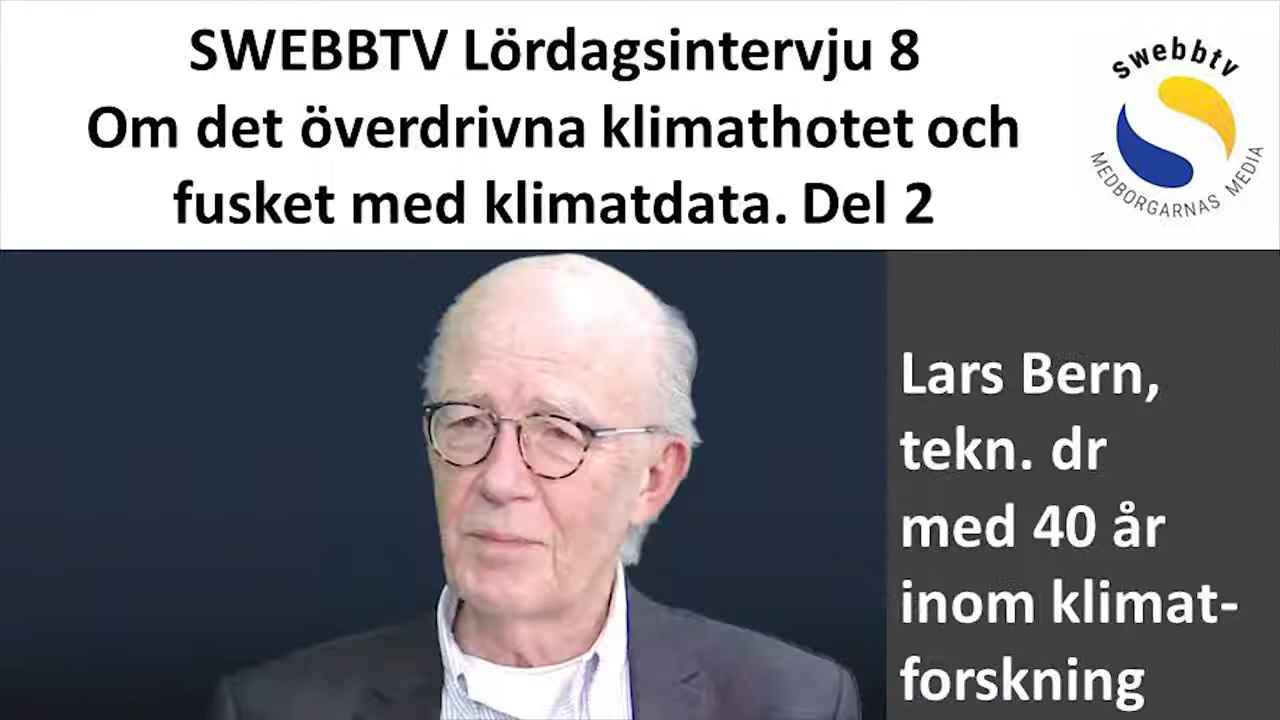 SWEBBTV Lördagsintervju 8
Om det överdrivna klimathotet och
fusket med klimatdata. Del 2
swebbtv
MEDBORGARNAS MEDIA
Lars Bern,
tekn. dr
med 40 år
inom klimat-
forskning